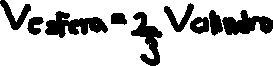 Vesfera = 2/3 Vcilindro